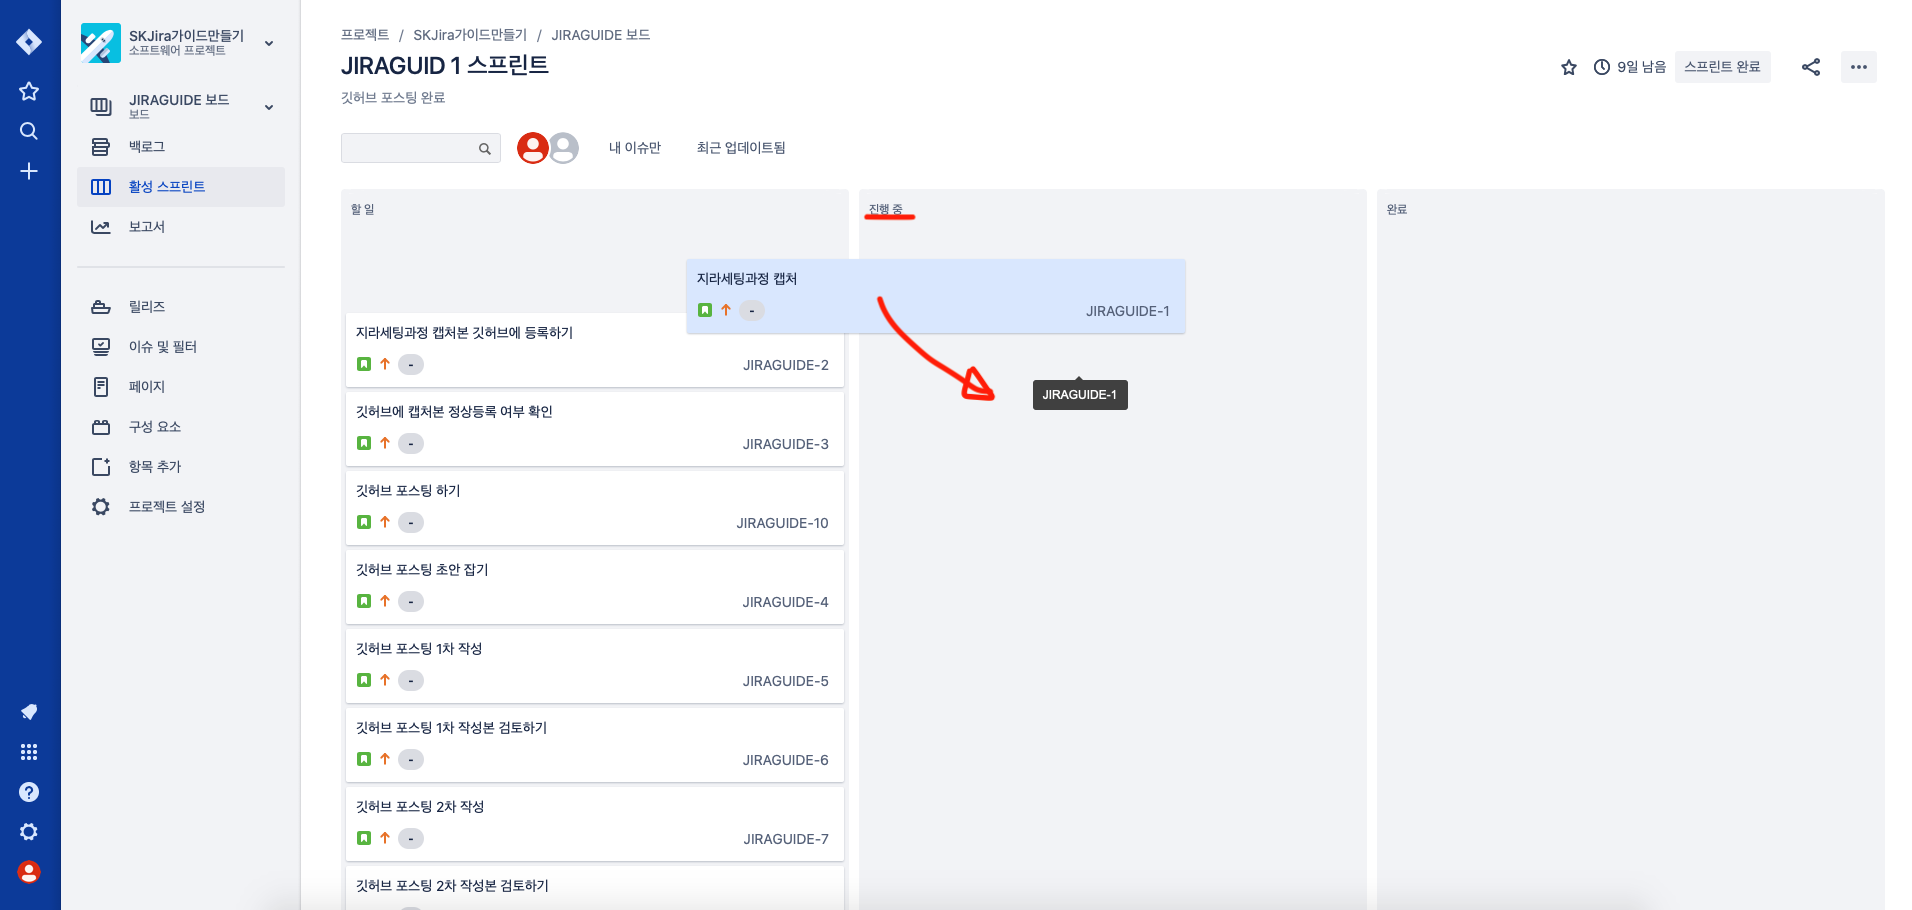 SKJira가이드만들기
소프트웨어 프로젝트
JIRAGUIDE 보드
보드
백로그
활성 스프린트
보고서
릴리즈
이슈 및 필터
페이지
구성 요소
항목 추가
프로젝트 설정
프로젝트 / SKJira가이드만들기 / JIRAGUIDE 보드
JIRAGUID 1 스프린트
9일 남음
스프린트 완료
깃허브 포스팅 완료
내 이슈만
최근 업데이트됨
할 일
진행 중
완료
지라세팅과정 캡처
-
JIRAGUIDE-1
JIRAGUIDE-1
지라세팅과정 캡처본 깃허브에 등록하기
-
JIRAGUIDE-2
깃허브에 캡처본 정상등록 여부 확인
-
JIRAGUIDE-3
깃허브 포스팅 하기
-
JIRAGUIDE-10
깃허브 포스팅 초안 잡기
-
JIRAGUIDE-4
깃허브 포스팅 1차 작성
-
JIRAGUIDE-5
깃허브 포스팅 1차 작성본 검토하기
-
JIRAGUIDE-6
깃허브 포스팅 2차 작성
-
JIRAGUIDE-7
깃허브 포스팅 2차 작성본 검토하기